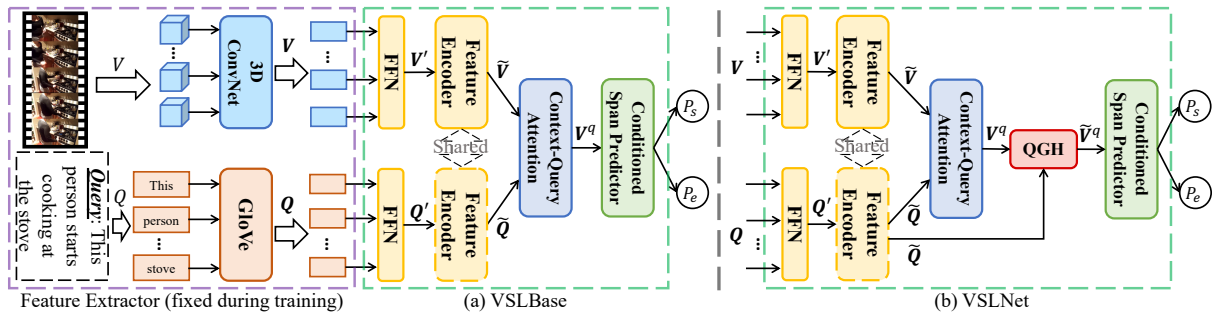 V
3D
ConvNet
V
FFN
V′
Feature
Encoder
Ṽ
Shared
Context-Query
Attention
V^q
Conditioned
Span Predictor
P_s
P_e
Query: This
person starts
cooking at
the stove
Q
This
person
...
stove
GloVe
Q
FFN
Q′
Feature
Encoder
Q̃
Feature Extractor (fixed during training)
(a) VSLBase
V
...
FFN
V′
Feature
Encoder
Ṽ
Shared
Context-Query
Attention
V^q
QGH
Ṽ^q
Conditioned
Span Predictor
P_s
P_e
Q
...
FFN
Q′
Feature
Encoder
Q̃
Q̃
(b) VSLNet